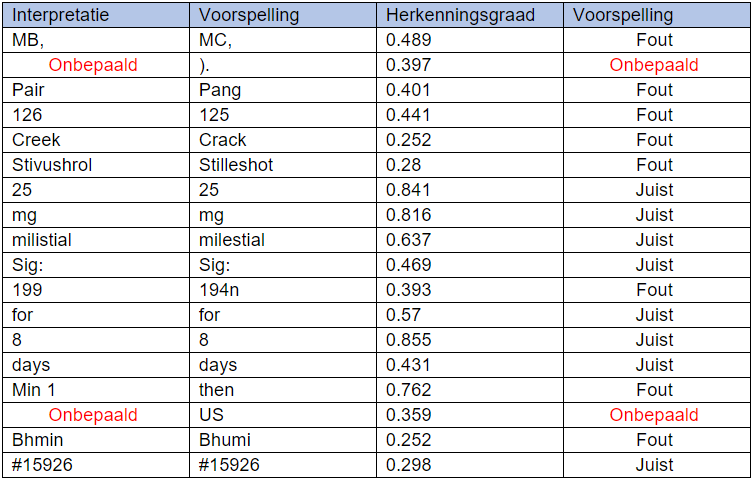 Interpretatie Voorspelling Herkenningsgraad Voorspelling
MB, MC, 0.489 Fout
Onbepaald ). 0.397 Onbepaald
Pair Pang 0.401 Fout
126 125 0.441 Fout
Creek Crack 0.252 Fout
Stivushrol Stilleshot 0.28 Fout
25 25 0.841 Juist
mg mg 0.816 Juist
milistial milestial 0.637 Juist
Sig: Sig: 0.469 Juist
199 194n 0.393 Fout
for for 0.57 Juist
8 8 0.855 Juist
days days 0.431 Juist
Min 1 then 0.762 Fout
Onbepaald US 0.359 Onbepaald
Bhmin Bhumi 0.252 Fout
#15926 #15926 0.298 Juist